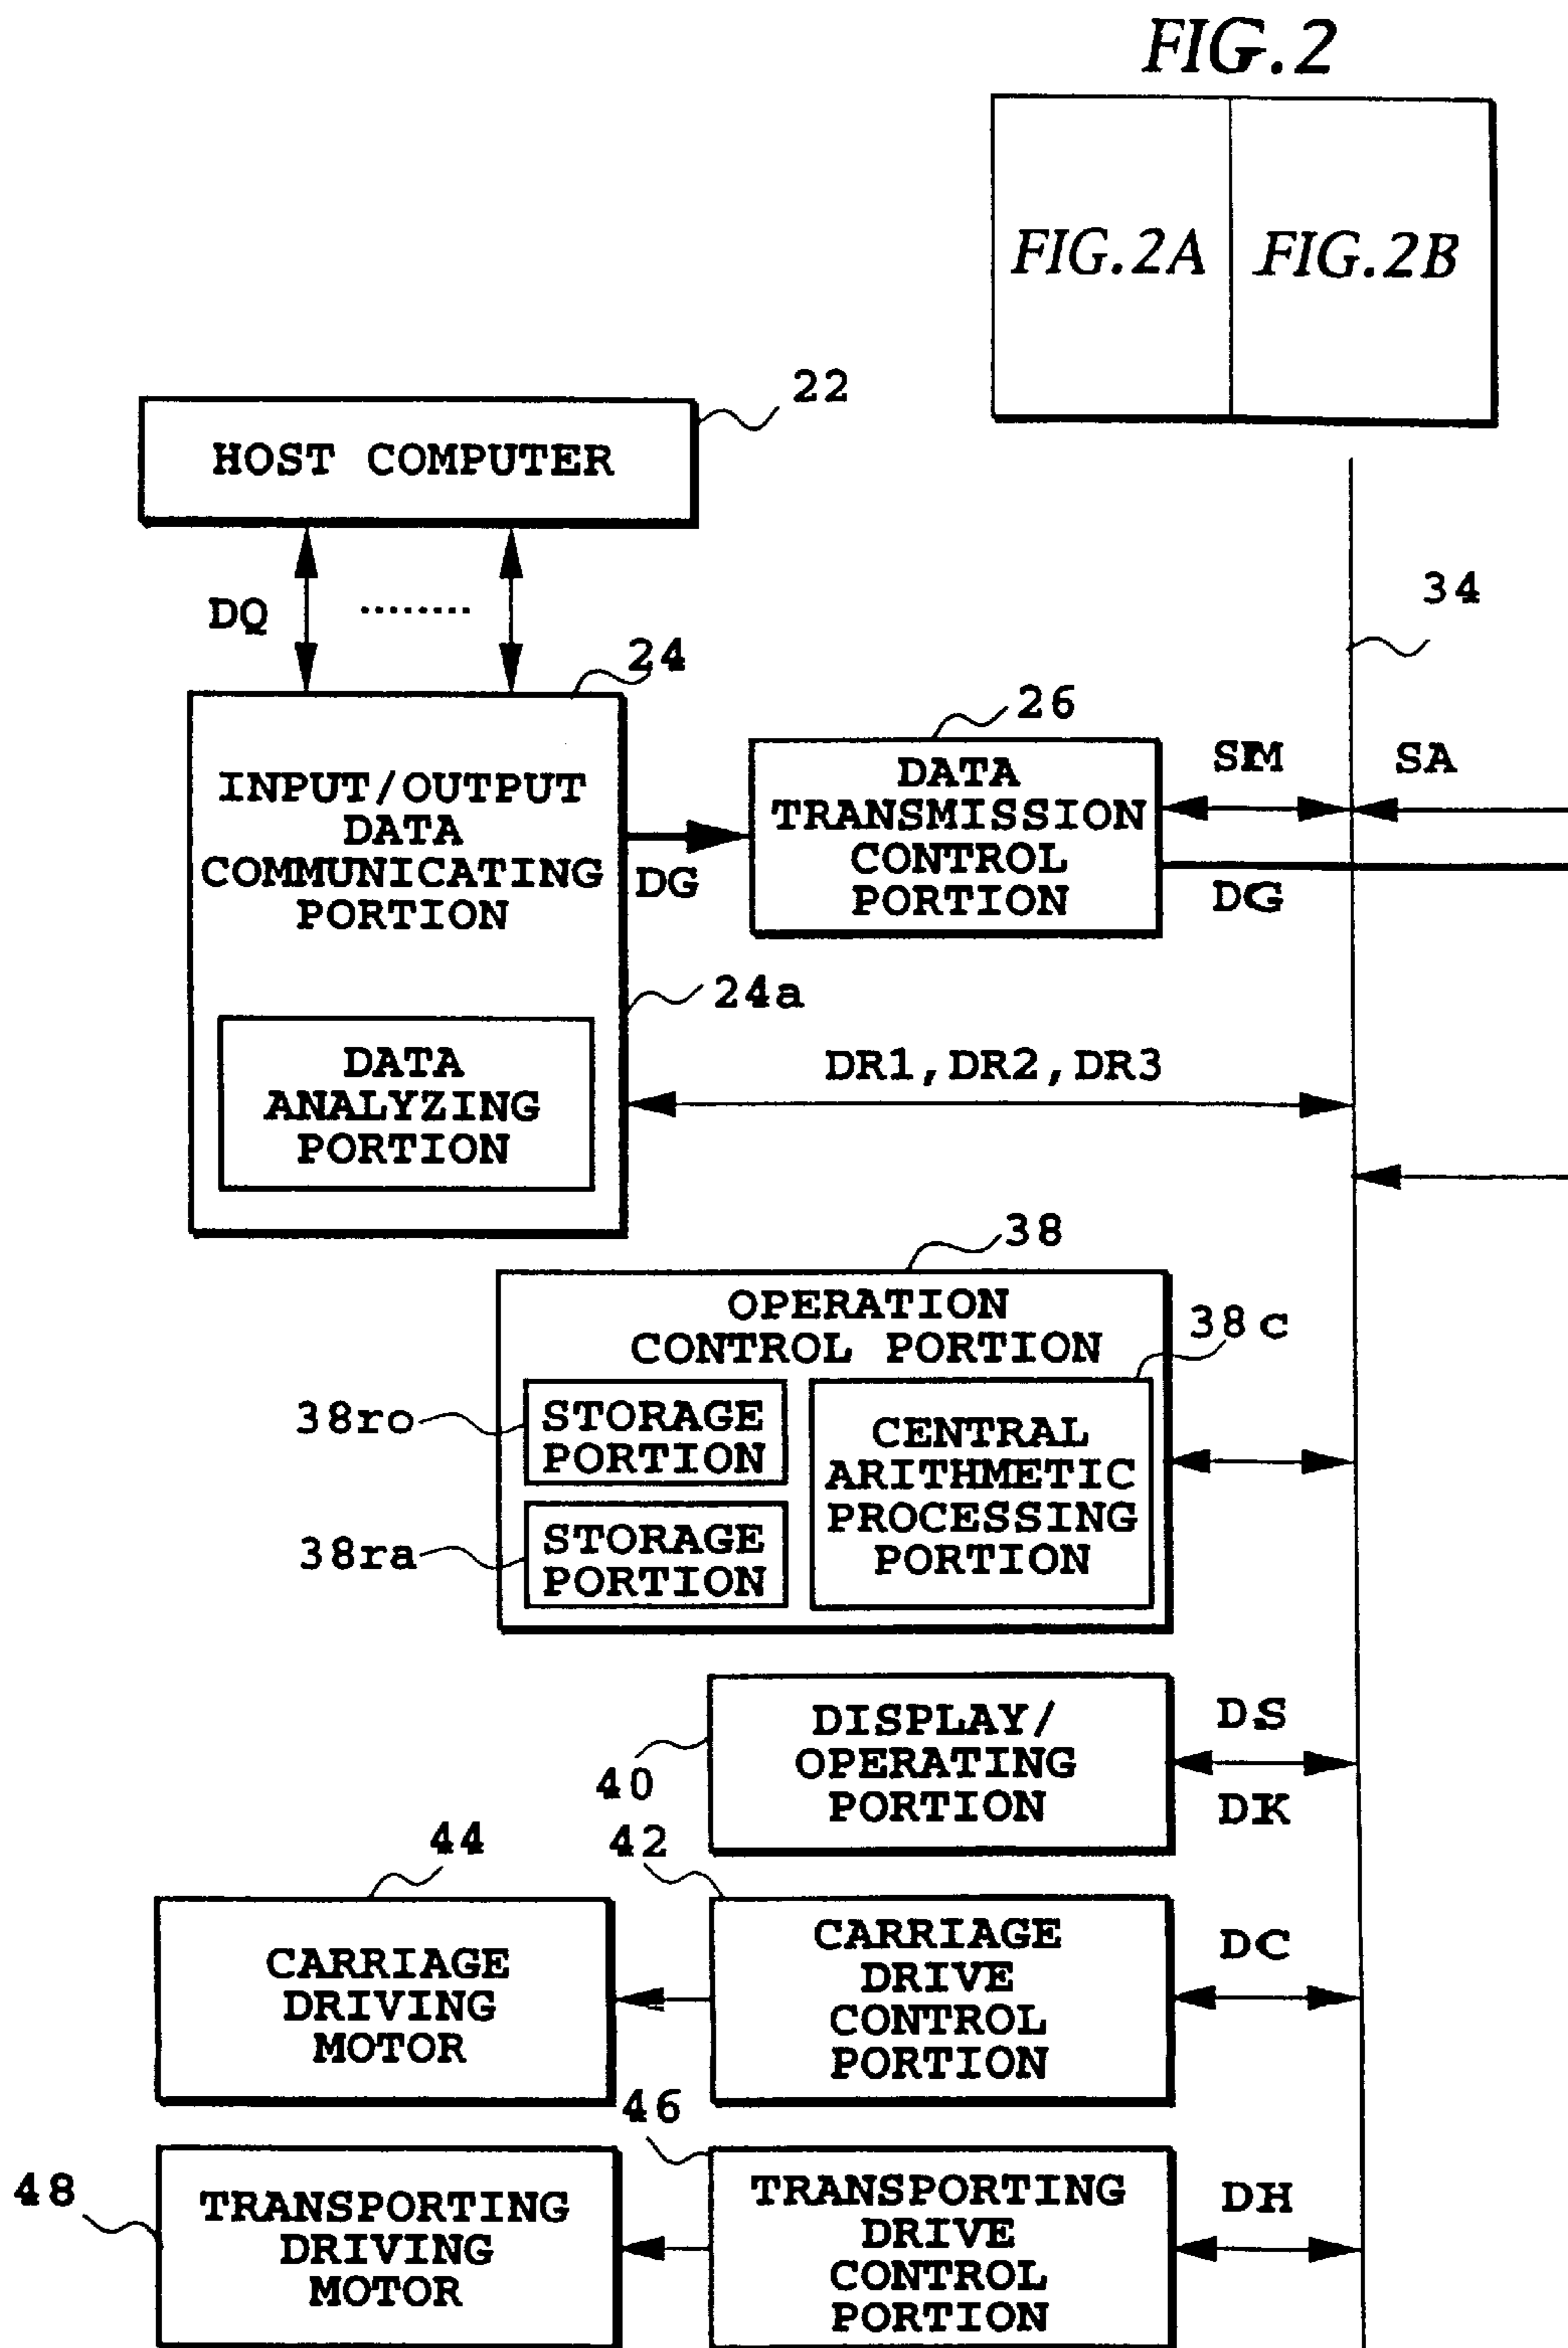 FIG.2
FIG.2A
FIG.2B
22
HOST COMPUTER
DQ
........
24
34
26
INPUT/OUTPUT
DATA
COMMUNICATING
PORTION
DG
DATA
TRANSMISSION
CONTROL
PORTION
SM
SA
DG
24a
DATA
ANALYZING
PORTION
DR1,DR2,DR3
38
OPERATION
CONTROL PORTION
38c
38ro
STORAGE
PORTION
38ra
STORAGE
PORTION
CENTRAL
ARITHMETIC
PROCESSING
PORTION
40
DISPLAY/
OPERATING
PORTION
DS
DK
44
42
CARRIAGE
DRIVING
MOTOR
CARRIAGE
DRIVE
CONTROL
PORTION
DC
46
48
TRANSPORTING
DRIVING
MOTOR
TRANSPORTING
DRIVE
CONTROL
PORTION
DH